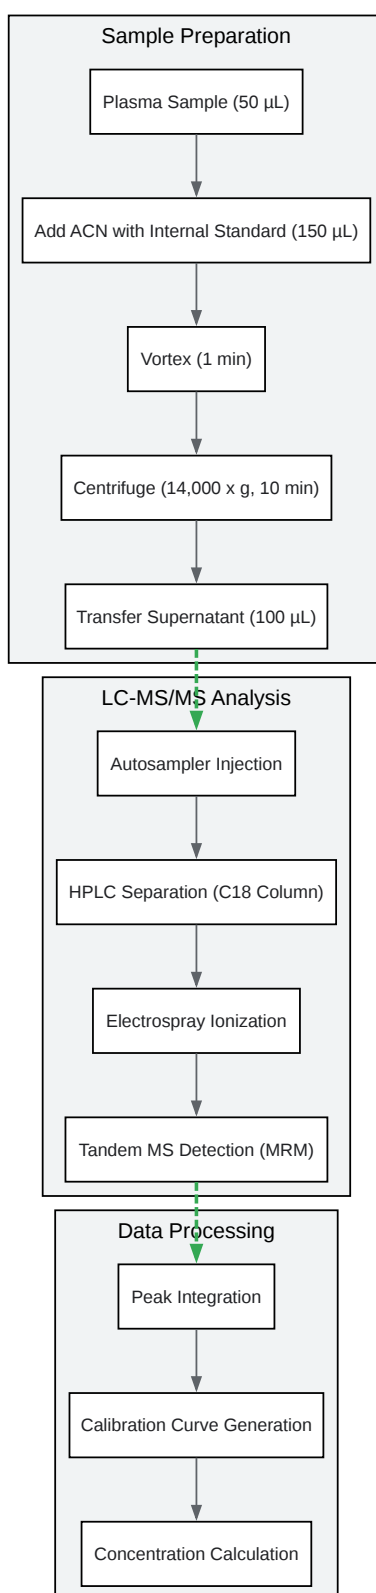 Sample Preparation
Plasma Sample (50 µL)
Add ACN with Internal Standard (150 µL)
Vortex (1 min)
Centrifuge (14,000 x g, 10 min)
Transfer Supernatant (100 µL)
LC-MS/MS Analysis
Autosampler Injection
HPLC Separation (C18 Column)
Electrospray Ionization
Tandem MS Detection (MRM)
Data Processing
Peak Integration
Calibration Curve Generation
Concentration Calculation